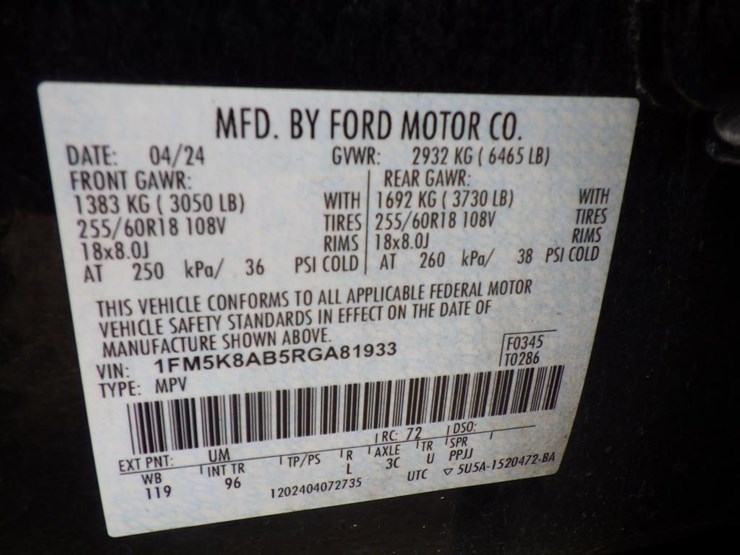 MFD. BY FORD MOTOR CO.
DATE: 04/24 GVWR: 2932 KG ( 6465 LB)
FRONT GAWR: REAR GAWR:
1383 KG ( 3050 LB) WITH 1692 KG ( 3730 LB) WITH
255/60R18 108V TIRES 255/60R18 108V TIRES
18x8.0J RIMS 18x8.0J RIMS
AT 250 kPa/ 36 PSI COLD AT 260 kPa/ 38 PSI COLD
THIS VEHICLE CONFORMS TO ALL APPLICABLE FEDERAL MOTOR
VEHICLE SAFETY STANDARDS IN EFFECT ON THE DATE OF
MANUFACTURE SHOWN ABOVE.
VIN: 1FM5K8AB5RGA81933 F0345
TYPE: MPV T0286
EXT PNT: UM RC: 72 DSO:
WB INT TR TP/PS R AXLE TR SPR
119 96 L 3C U PPJJ
1202404072735 UTC ▽ 5U5A-1520472-BA